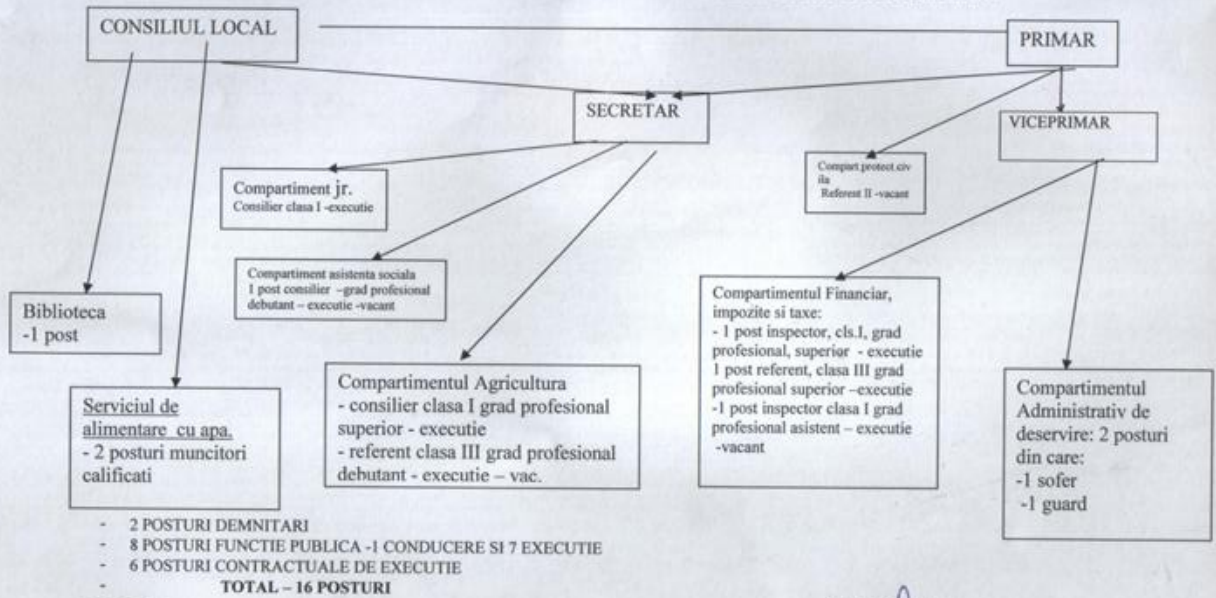 CONSILIUL LOCAL
PRIMAR
SECRETAR
VICEPRIMAR
Compartiment jr.
Consilier clasa I -executie
Compart.protect.civ
ila
Referent II -vacant
Compartiment asistenta sociala
1 post consilier –grad profesional
debutant – executie -vacant
Biblioteca
-1 post
Serviciul de
alimentare cu apa.
- 2 posturi muncitori
calificati
Compartimentul Agricultura
- consilier clasa I grad profesional
superior - executie
- referent clasa III grad profesional
debutant - executie – vac.
Compartimentul Financiar,
impozite si taxe:
- 1 post inspector, cls.I, grad
profesional, superior - executie
1 post referent, clasa III grad
profesional superior –executie
-1 post inspector clasa I grad
profesional asistent – executie
-vacant
Compartimentul
Administrativ de
deservire: 2 posturi
din care:
-1 sofer
-1 guard
- 2 POSTURI DEMNITARI
- 8 POSTURI FUNCTIE PUBLICA -1 CONDUCERE SI 7 EXECUTIE
- 6 POSTURI CONTRACTUALE DE EXECUTIE
- TOTAL – 16 POSTURI